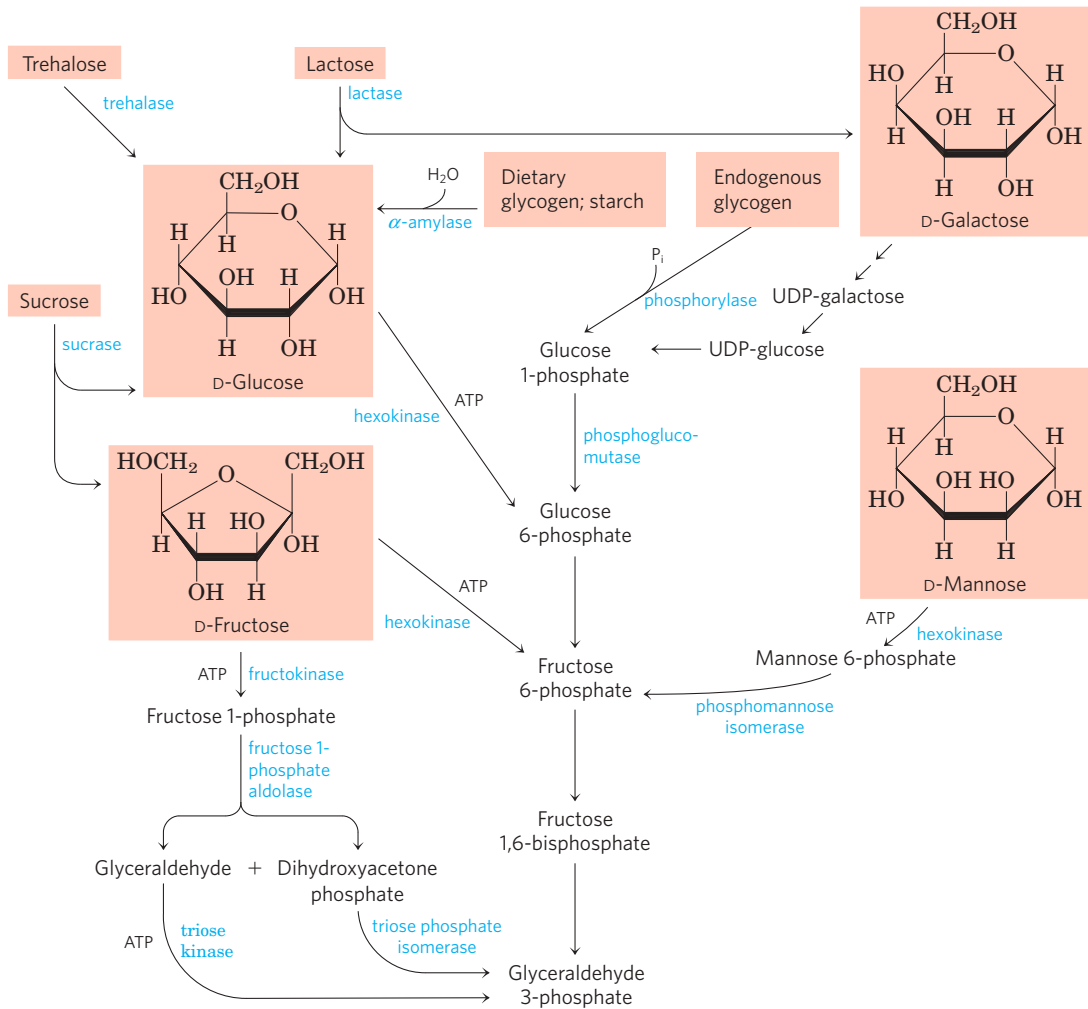 Trehalose
trehalase
Lactose
lactase
CH₂OH
O
HO
H
H
OH
H
H
OH
H
OH
D-Galactose
CH₂OH
O
H
H
H
OH
H
HO
OH
H
OH
D-Glucose
H₂O
α-amylase
Dietary
glycogen; starch
Endogenous
glycogen
Pᵢ
phosphorylase
UDP-galactose
UDP-glucose
Glucose
1-phosphate
Sucrose
sucrase
ATP
hexokinase
phosphogluco-
mutase
Glucose
6-phosphate
CH₂OH
O
H
H
H
OH
HO
HO
OH
H
H
D-Mannose
HOCH₂
O
CH₂OH
H
HO
H
OH
OH
H
D-Fructose
ATP
hexokinase
ATP
hexokinase
Mannose 6-phosphate
phosphomannose
isomerase
Fructose
6-phosphate
ATP
fructokinase
Fructose 1-phosphate
fructose 1-
phosphate
aldolase
Fructose
1,6-bisphosphate
Glyceraldehyde + Dihydroxyacetone
phosphate
ATP
triose
kinase
triose phosphate
isomerase
Glyceraldehyde
3-phosphate